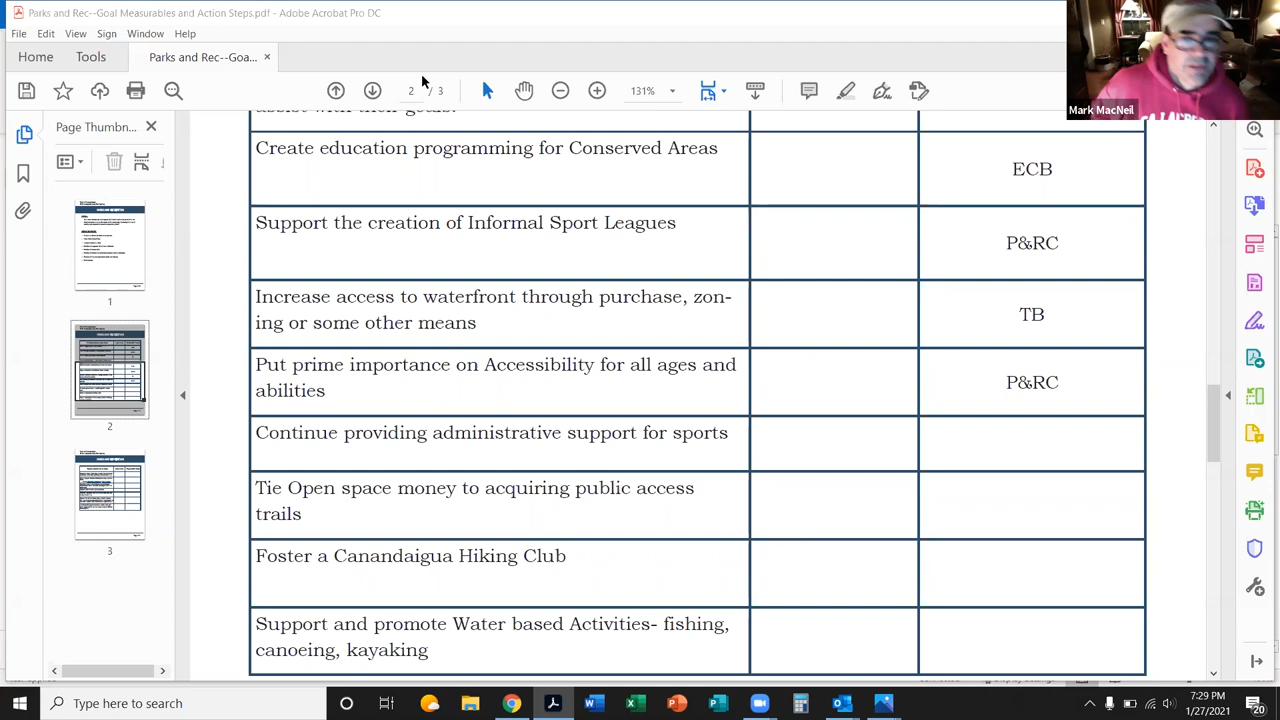 Parks and Rec--Goal Measurables and Action Steps.pdf - Adobe Acrobat Pro DC
File Edit View Sign Window Help
Home Tools Parks and Rec--Goa... ×
2 / 3 131%
Mark MacNeil
Page Thumbn...
assist with their goals.
Create education programming for Conserved Areas
ECB
Support the creation of Informal Sport Leagues
P&RC
Increase access to waterfront through purchase, zon-
ing or some other means
TB
Put prime importance on Accessibility for all ages and
abilities
P&RC
Continue providing administrative support for sports
Tie Open space money to acquiring public access
trails
Foster a Canandaigua Hiking Club
Support and promote Water based Activities- fishing,
canoeing, kayaking
1
2
3
Type here to search
7:29 PM
1/27/2021
20